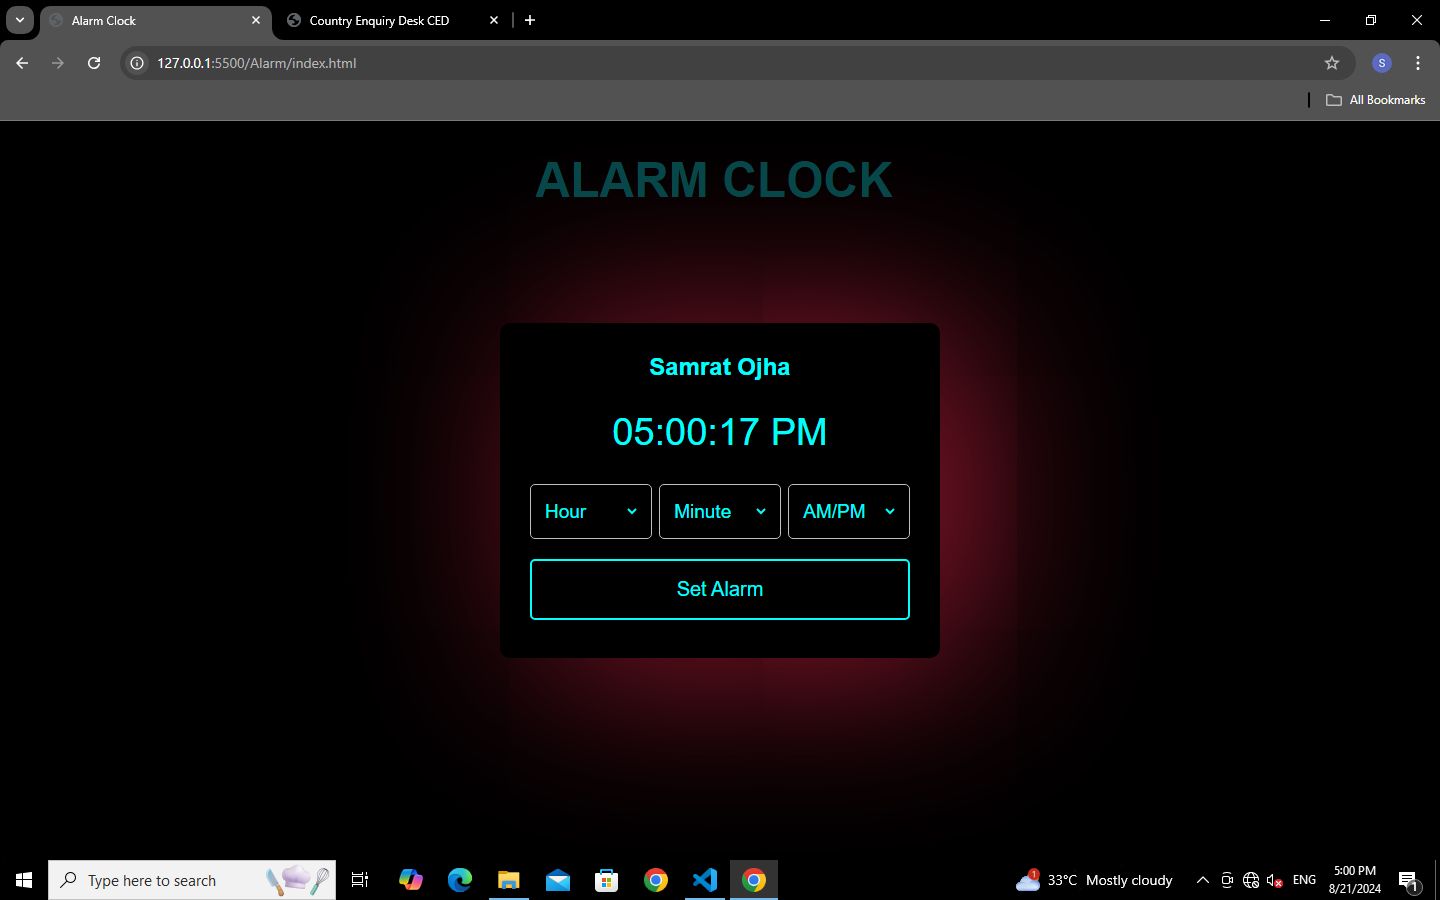 Alarm Clock
Country Enquiry Desk CED
127.0.0.1:5500/Alarm/index.html
S
All Bookmarks
ALARM CLOCK
Samrat Ojha
05:00:17 PM
Hour
Minute
AM/PM
Set Alarm
Type here to search
1
33°C Mostly cloudy
ENG
5:00 PM
8/21/2024
1